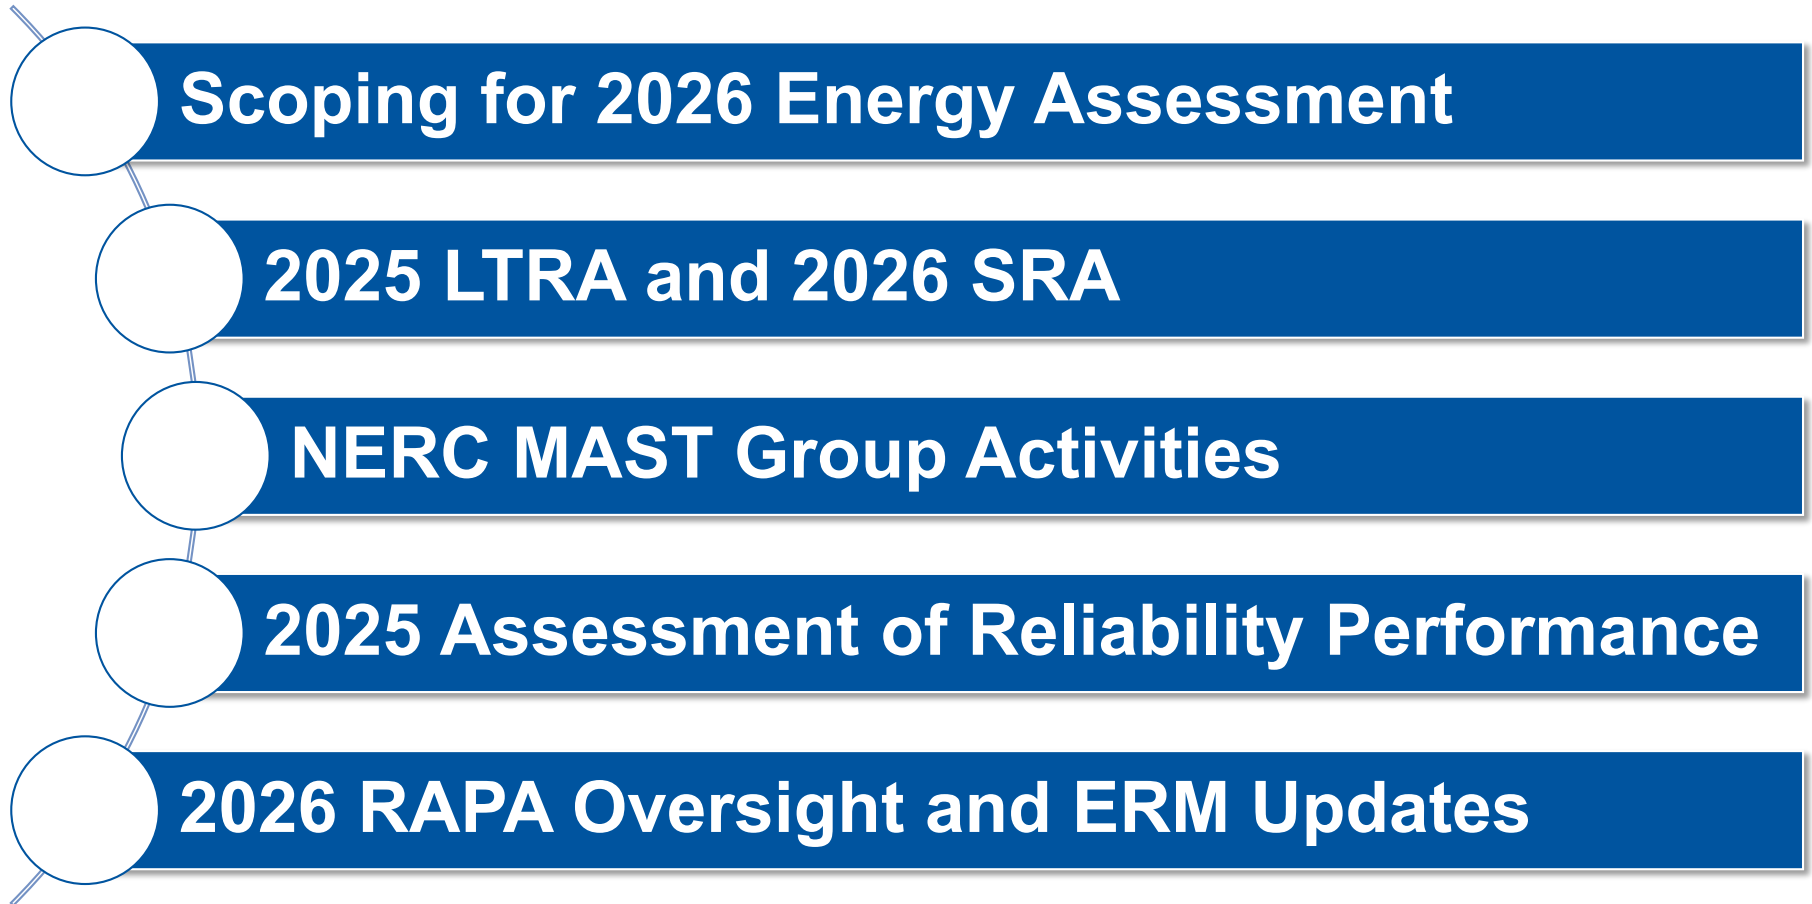 Scoping for 2026 Energy Assessment
2025 LTRA and 2026 SRA
NERC MAST Group Activities
2025 Assessment of Reliability Performance
2026 RAPA Oversight and ERM Updates